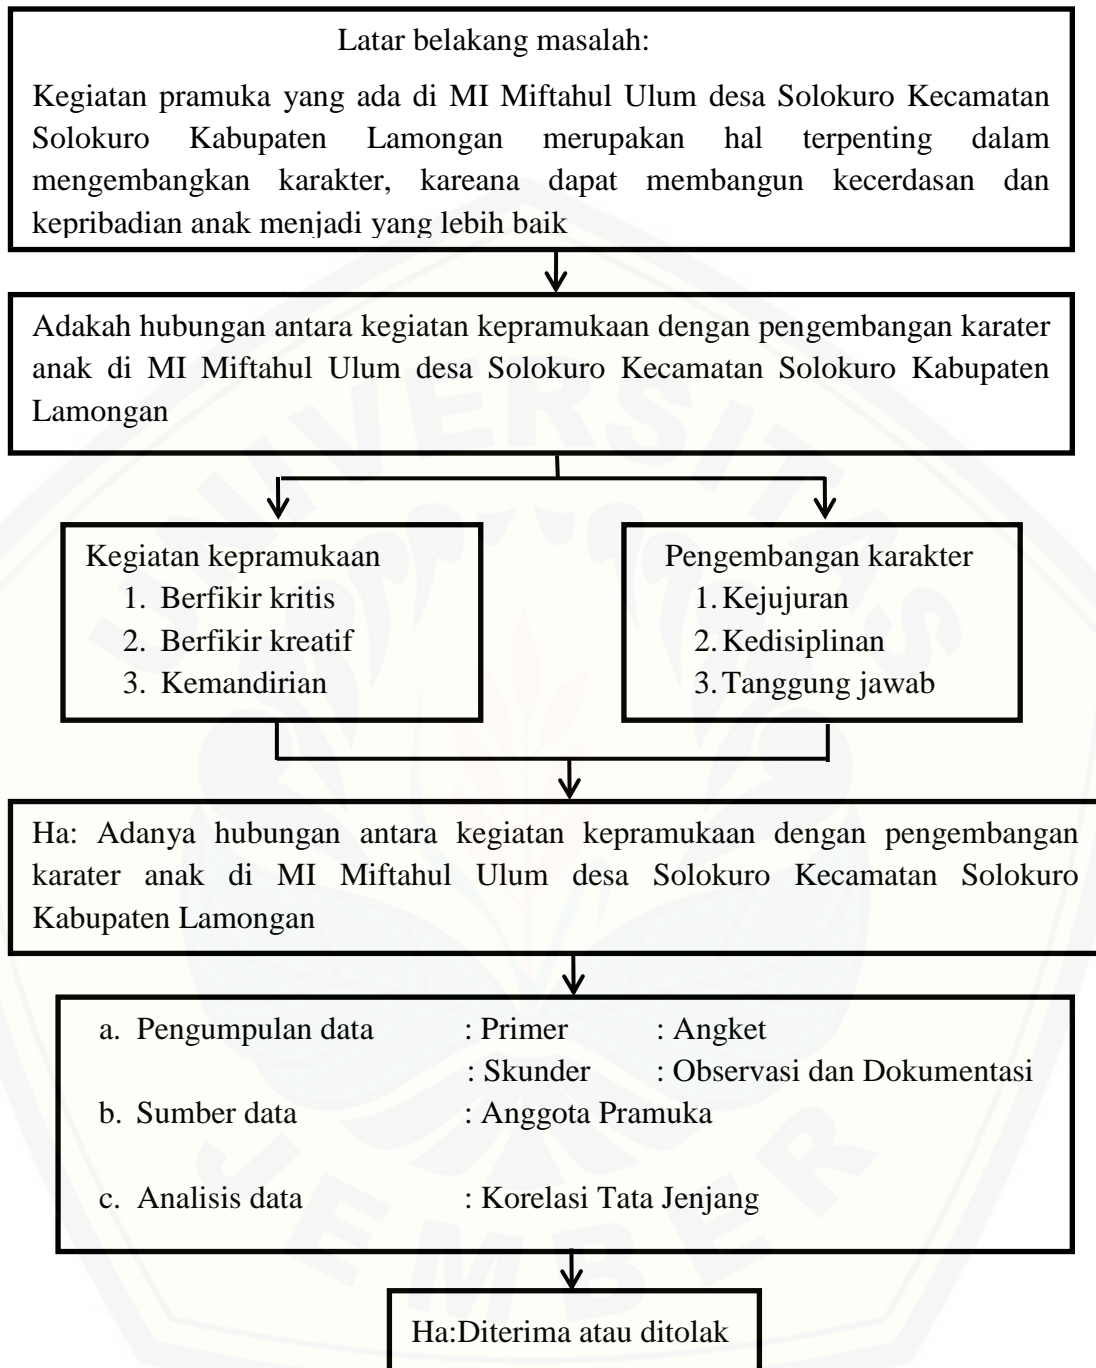 Latar belakang masalah:
Kegiatan pramuka yang ada di MI Miftahul Ulum desa Solokuro Kecamatan
Solokuro Kabupaten Lamongan merupakan hal terpenting dalam
mengembangkan karakter, kareana dapat membangun kecerdasan dan
kepribadian anak menjadi yang lebih baik
Adakah hubungan antara kegiatan kepramukaan dengan pengembangan karater
anak di MI Miftahul Ulum desa Solokuro Kecamatan Solokuro Kabupaten
Lamongan
Kegiatan kepramukaan
1. Berfikir kritis
2. Berfikir kreatif
3. Kemandirian
Pengembangan karakter
1. Kejujuran
2. Kedisiplinan
3. Tanggung jawab
Ha: Adanya hubungan antara kegiatan kepramukaan dengan pengembangan
karater anak di MI Miftahul Ulum desa Solokuro Kecamatan Solokuro
Kabupaten Lamongan
a. Pengumpulan data : Primer : Angket
: Skunder : Observasi dan Dokumentasi
b. Sumber data : Anggota Pramuka
c. Analisis data : Korelasi Tata Jenjang
Ha:Diterima atau ditolak
UNIVERSITAS
JEMBER